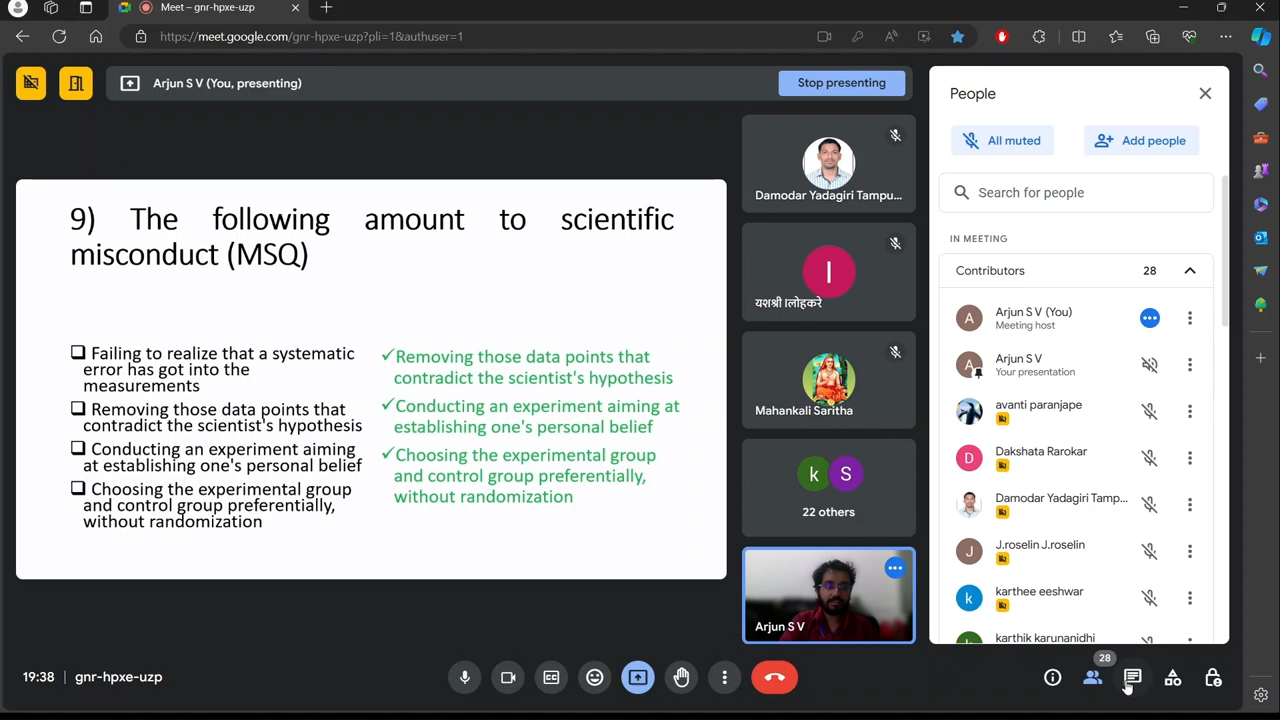 Meet – gnr-hpxe-uzp
https://meet.google.com/gnr-hpxe-uzp?pli=1&authuser=1
Arjun S V (You, presenting)
Stop presenting
9) The following amount to scientific
misconduct (MSQ)
Failing to realize that a systematic
error has got into the
measurements
Removing those data points that
contradict the scientist's hypothesis
Conducting an experiment aiming
at establishing one's personal belief
Choosing the experimental group
and control group preferentially,
without randomization
Removing those data points that
contradict the scientist's hypothesis
Conducting an experiment aiming at
establishing one's personal belief
Choosing the experimental group
and control group preferentially,
without randomization
Damodar Yadagiri Tampu...
I
यशश्री ।लोहकरे
Mahankali Saritha
k S
22 others
Arjun S V
People
All muted
Add people
Search for people
IN MEETING
Contributors 28
A
Arjun S V (You)
Meeting host
A
Arjun S V
Your presentation
avanti paranjape
D
Dakshata Rarokar
Damodar Yadagiri Tamp...
J
J.roselin J.roselin
k
karthee eeshwar
karthik karunanidhi
19:38 | gnr-hpxe-uzp
28